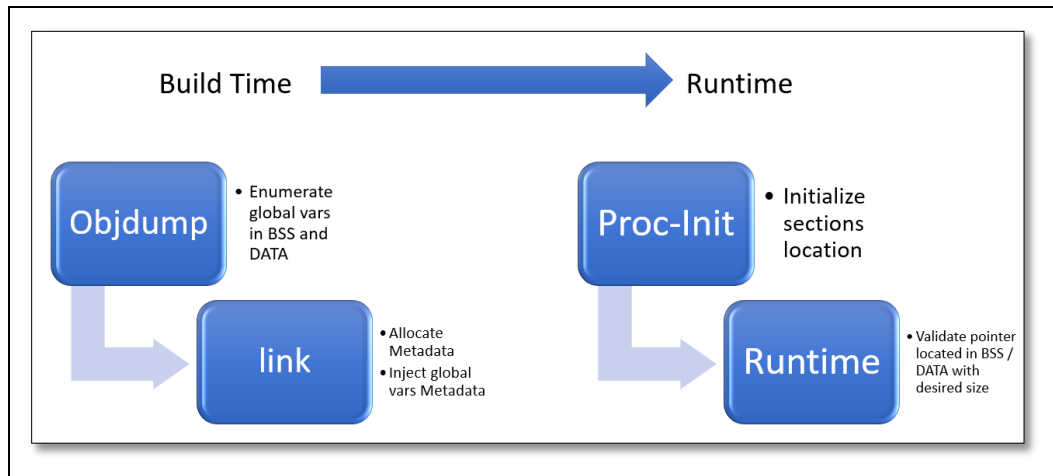 Build Time
Runtime
Objdump
• Enumerate
global vars
in BSS and
DATA
link
• Allocate
Metadata
• Inject global
vars Metadata
Proc-Init
• Initialize
sections
location
Runtime
• Validate pointer
located in BSS /
DATA with
desired size